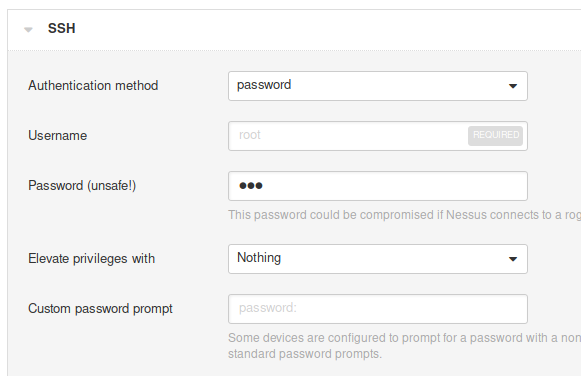 SSH
Authentication method
password
Username
root
REQUIRED
Password (unsafe!)
●●●
This password could be compromised if Nessus connects to a rog
Elevate privileges with
Nothing
Custom password prompt
password:
Some devices are configured to prompt for a password with a non
standard password prompts.